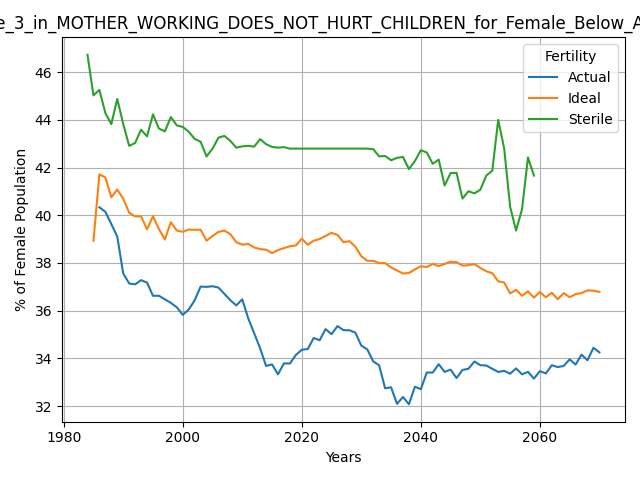 e_3_in_MOTHER_WORKING_DOES_NOT_HURT_CHILDREN_for_Female_Below_A
Fertility
Actual
Ideal
Sterile
% of Female Population
46
44
42
40
38
36
34
32
1980
2000
2020
2040
2060
Years